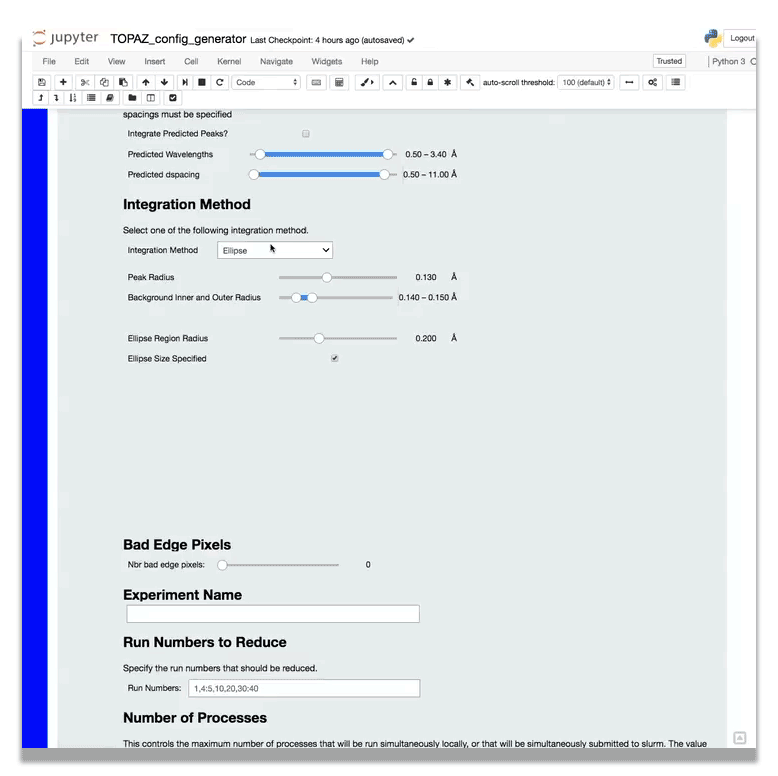 jupyter TOPAZ_config_generator Last Checkpoint: 4 hours ago (autosaved) Logout
File Edit View Insert Cell Kernel Navigate Widgets Help Trusted Python 3
Code auto-scroll threshold: 100 (default)
spacings must be specified
Integrate Predicted Peaks?
Predicted Wavelengths 0.50 – 3.40 Å
Predicted dspacing 0.50 – 11.00 Å
Integration Method
Select one of the following integration method.
Integration Method Ellipse
Peak Radius 0.130 Å
Background Inner and Outer Radius 0.140 – 0.150 Å
Ellipse Region Radius 0.200 Å
Ellipse Size Specified
Bad Edge Pixels
Nbr bad edge pixels: 0
Experiment Name
Run Numbers to Reduce
Specify the run numbers that should be reduced.
Run Numbers: 1,4:5,10,20,30:40
Number of Processes
This controls the maximum number of processes that will be run simultaneously locally, or that will be simultaneously submitted to slurm. The value